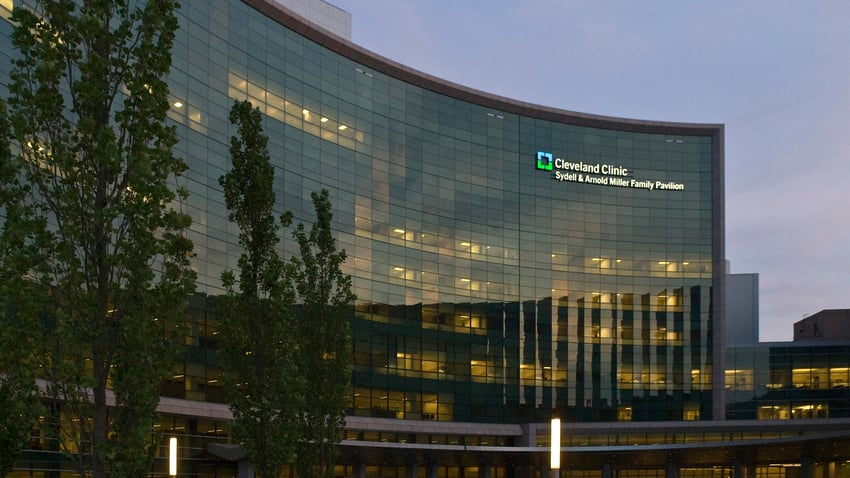 Cleveland Clinic
Sydell & Arnold Miller Family Pavilion